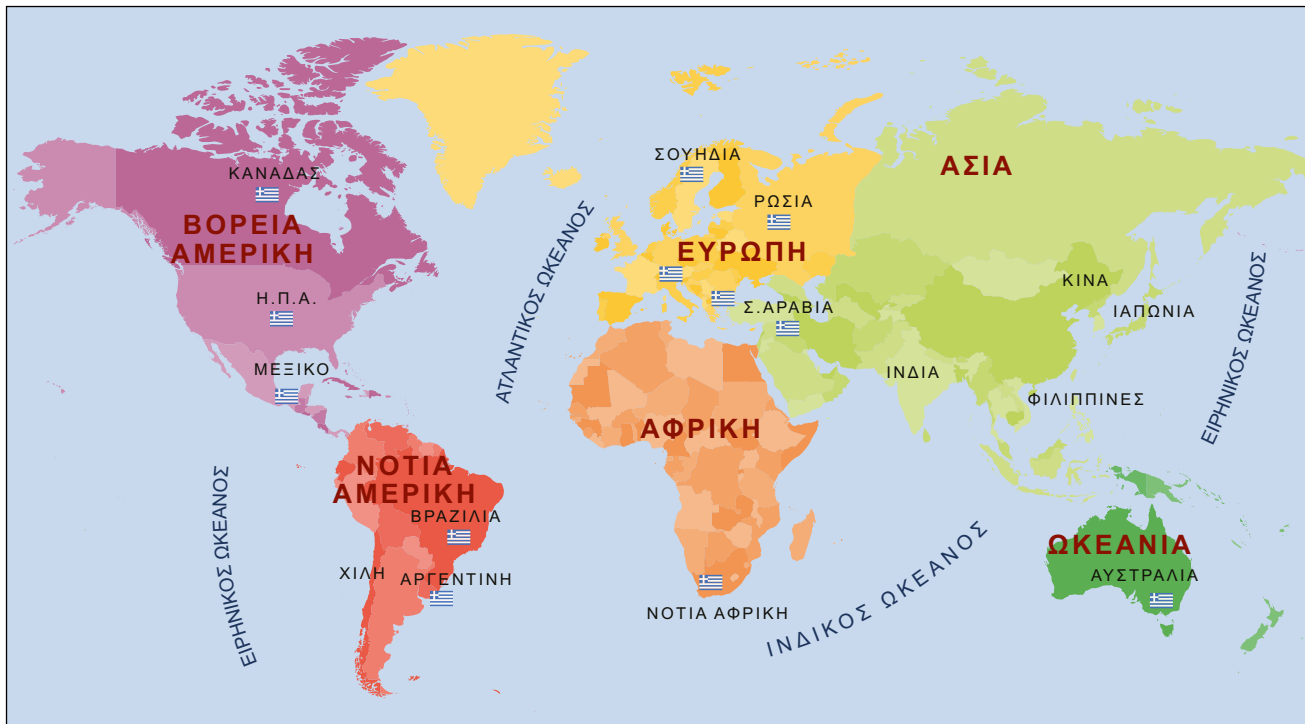 ΣΟΥΗΔΙΑ
ΑΣΙΑ
ΚΑΝΑΔΑΣ
ΡΩΣΙΑ
ΒΟΡΕΙΑ
ΑΜΕΡΙΚΗ
ΕΥΡΩΠΗ
ΑΤΛΑΝΤΙΚΟΣ ΩΚΕΑΝΟΣ
ΚΙΝΑ
Η.Π.Α.
Σ.ΑΡΑΒΙΑ
ΙΑΠΩΝΙΑ
ΕΙΡΗΝΙΚΟΣ ΩΚΕΑΝΟΣ
ΜΕΞΙΚΟ
ΙΝΔΙΑ
ΦΙΛΙΠΠΙΝΕΣ
ΑΦΡΙΚΗ
ΝΟΤΙΑ
ΑΜΕΡΙΚΗ
ΒΡΑΖΙΛΙΑ
ΕΙΡΗΝΙΚΟΣ ΩΚΕΑΝΟΣ
ΩΚΕΑΝΙΑ
ΧΙΛΗ
ΑΡΓΕΝΤΙΝΗ
ΑΥΣΤΡΑΛΙΑ
ΝΟΤΙΑ ΑΦΡΙΚΗ
ΙΝΔΙΚΟΣ ΩΚΕΑΝΟΣ